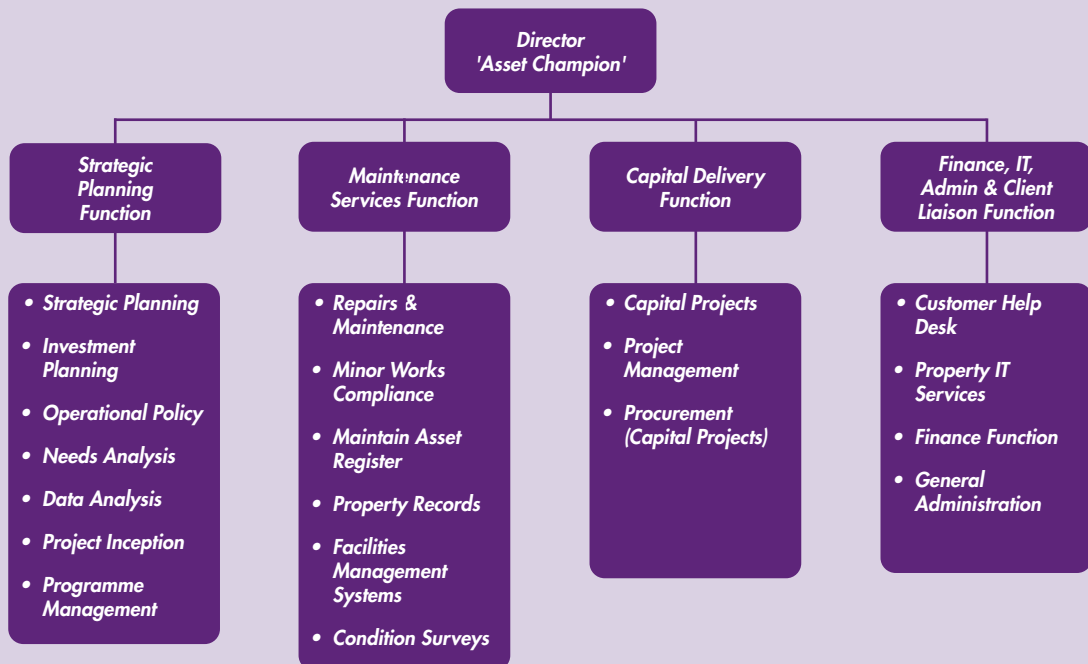 Director
'Asset Champion'
Strategic
Planning
Function
Maintenance
Services Function
Capital Delivery
Function
Finance, IT,
Admin & Client
Liaison Function
• Strategic Planning
• Investment
Planning
• Operational Policy
• Needs Analysis
• Data Analysis
• Project Inception
• Programme
Management
• Repairs &
Maintenance
• Minor Works
Compliance
• Maintain Asset
Register
• Property Records
• Facilities
Management
Systems
• Condition Surveys
• Capital Projects
• Project
Management
• Procurement
(Capital Projects)
• Customer Help
Desk
• Property IT
Services
• Finance Function
• General
Administration